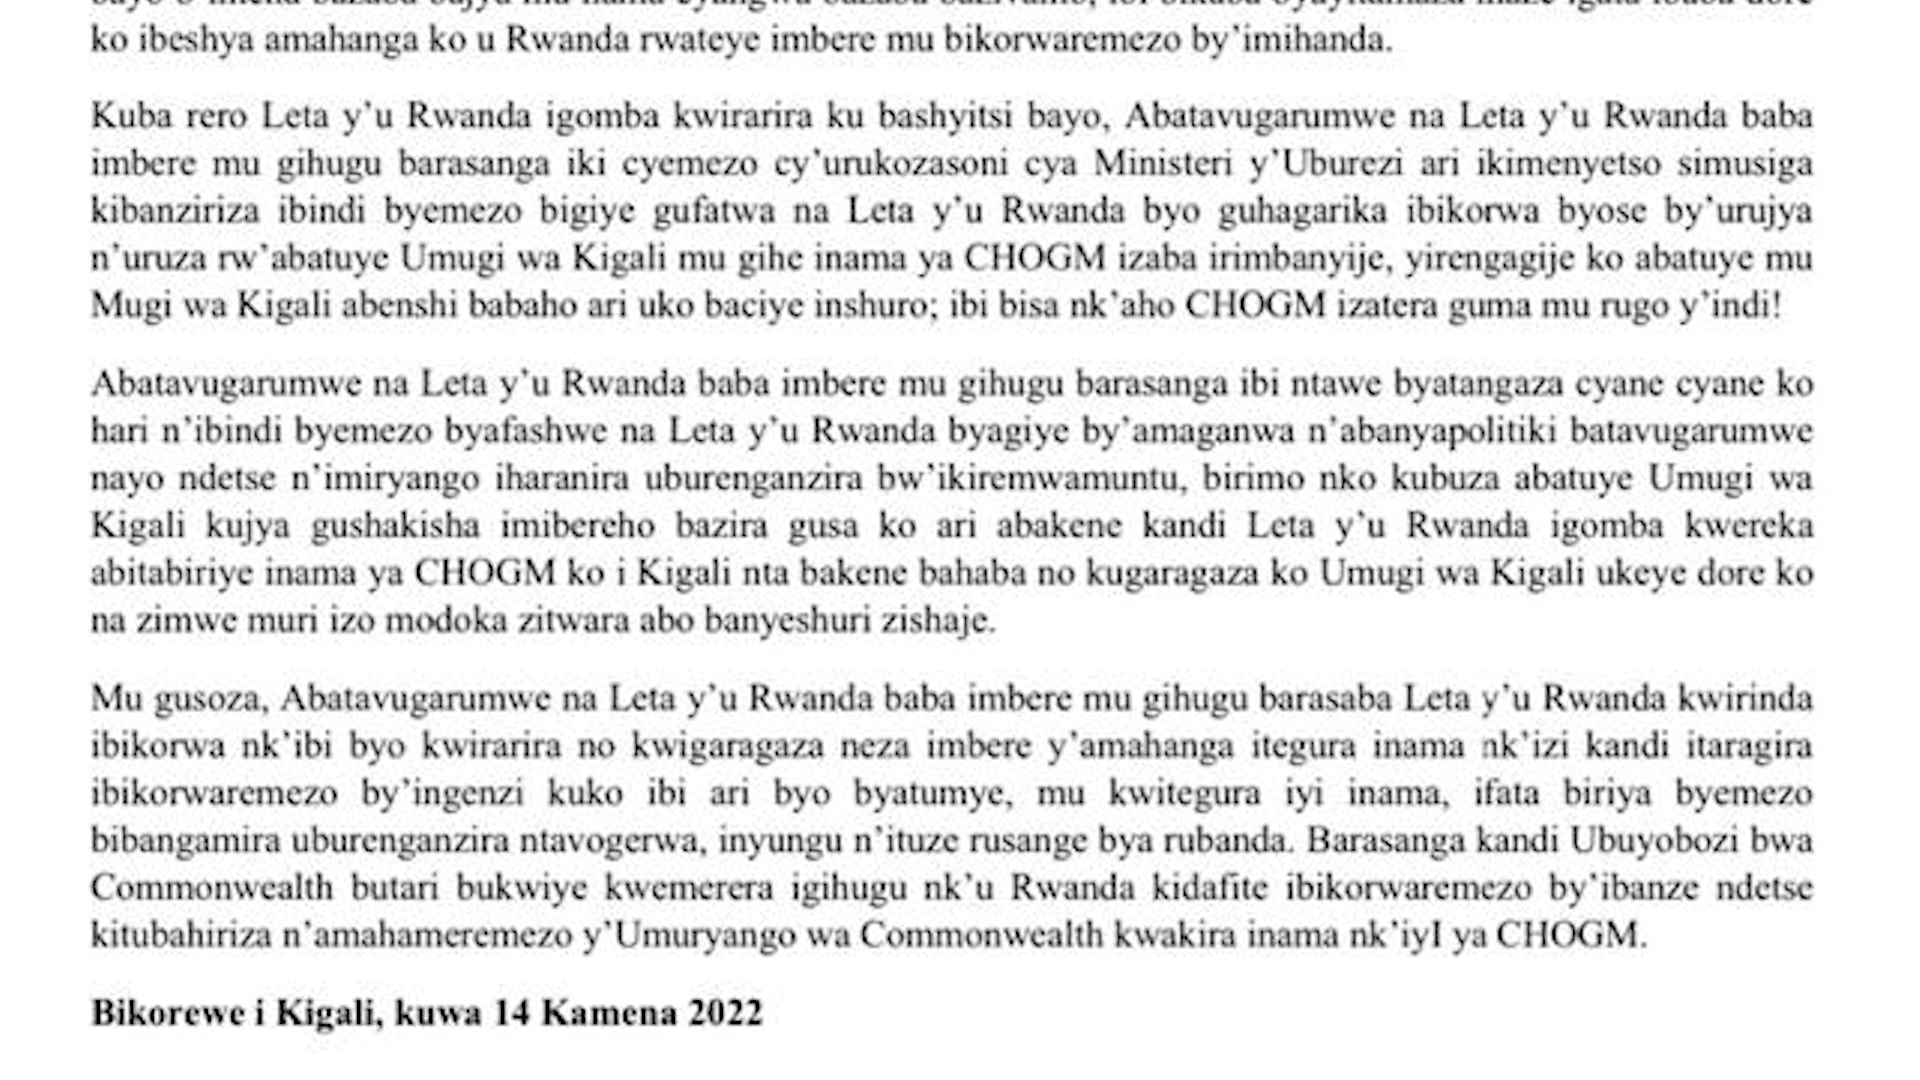 ko ibeshya amahanga ko u Rwanda rwateye imbere mu bikorwaremezo by’imihanda.
Kuba rero Leta y’u Rwanda igomba kwirarira ku bashyitsi bayo, Abatavugarumwe na Leta y’u Rwanda baba
imbere mu gihugu barasanga iki cyemezo cy’urukozasoni cya Ministeri y’Uburezi ari ikimenyetso simusiga
kibanziriza ibindi byemezo bigiye gufatwa na Leta y’u Rwanda byo guhagarika ibikorwa byose by’urujya
n’uruza rw’abatuye Umugi wa Kigali mu gihe inama ya CHOGM izaba irimbanyije, yirengagije ko abatuye mu
Mugi wa Kigali abenshi babaho ari uko baciye inshuro; ibi bisa nk’aho CHOGM izatera guma mu rugo y’indi!
Abatavugarumwe na Leta y’u Rwanda baba imbere mu gihugu barasanga ibi ntawe byatangaza cyane cyane ko
hari n’ibindi byemezo byafashwe na Leta y’u Rwanda byagiye by’amaganwa n’abanyapolitiki batavugarumwe
nayo ndetse n’imiryango iharanira uburenganzira bw’ikiremwamuntu, birimo nko kubuza abatuye Umugi wa
Kigali kujya gushakisha imibereho bazira gusa ko ari abakene kandi Leta y’u Rwanda igomba kwereka
abitabiriye inama ya CHOGM ko i Kigali nta bakene bahaba no kugaragaza ko Umugi wa Kigali ukeye dore ko
na zimwe muri izo modoka zitwara abo banyeshuri zishaje.
Mu gusoza, Abatavugarumwe na Leta y’u Rwanda baba imbere mu gihugu barasaba Leta y’u Rwanda kwirinda
ibikorwa nk’ibi byo kwirarira no kwigaragaza neza imbere y’amahanga itegura inama nk’izi kandi itaragira
ibikorwaremezo by’ingenzi kuko ibi ari byo byatumye, mu kwitegura iyi inama, ifata biriya byemezo
bibangamira uburenganzira ntavogerwa, inyungu n’ituze rusange bya rubanda. Barasanga kandi Ubuyobozi bwa
Commonwealth butari bukwiye kwemerera igihugu nk’u Rwanda kidafite ibikorwaremezo by’ibanze ndetse
kitubahiriza n’amahameremezo y’Umuryango wa Commonwealth kwakira inama nk’iyI ya CHOGM.
Bikorewe i Kigali, kuwa 14 Kamena 2022